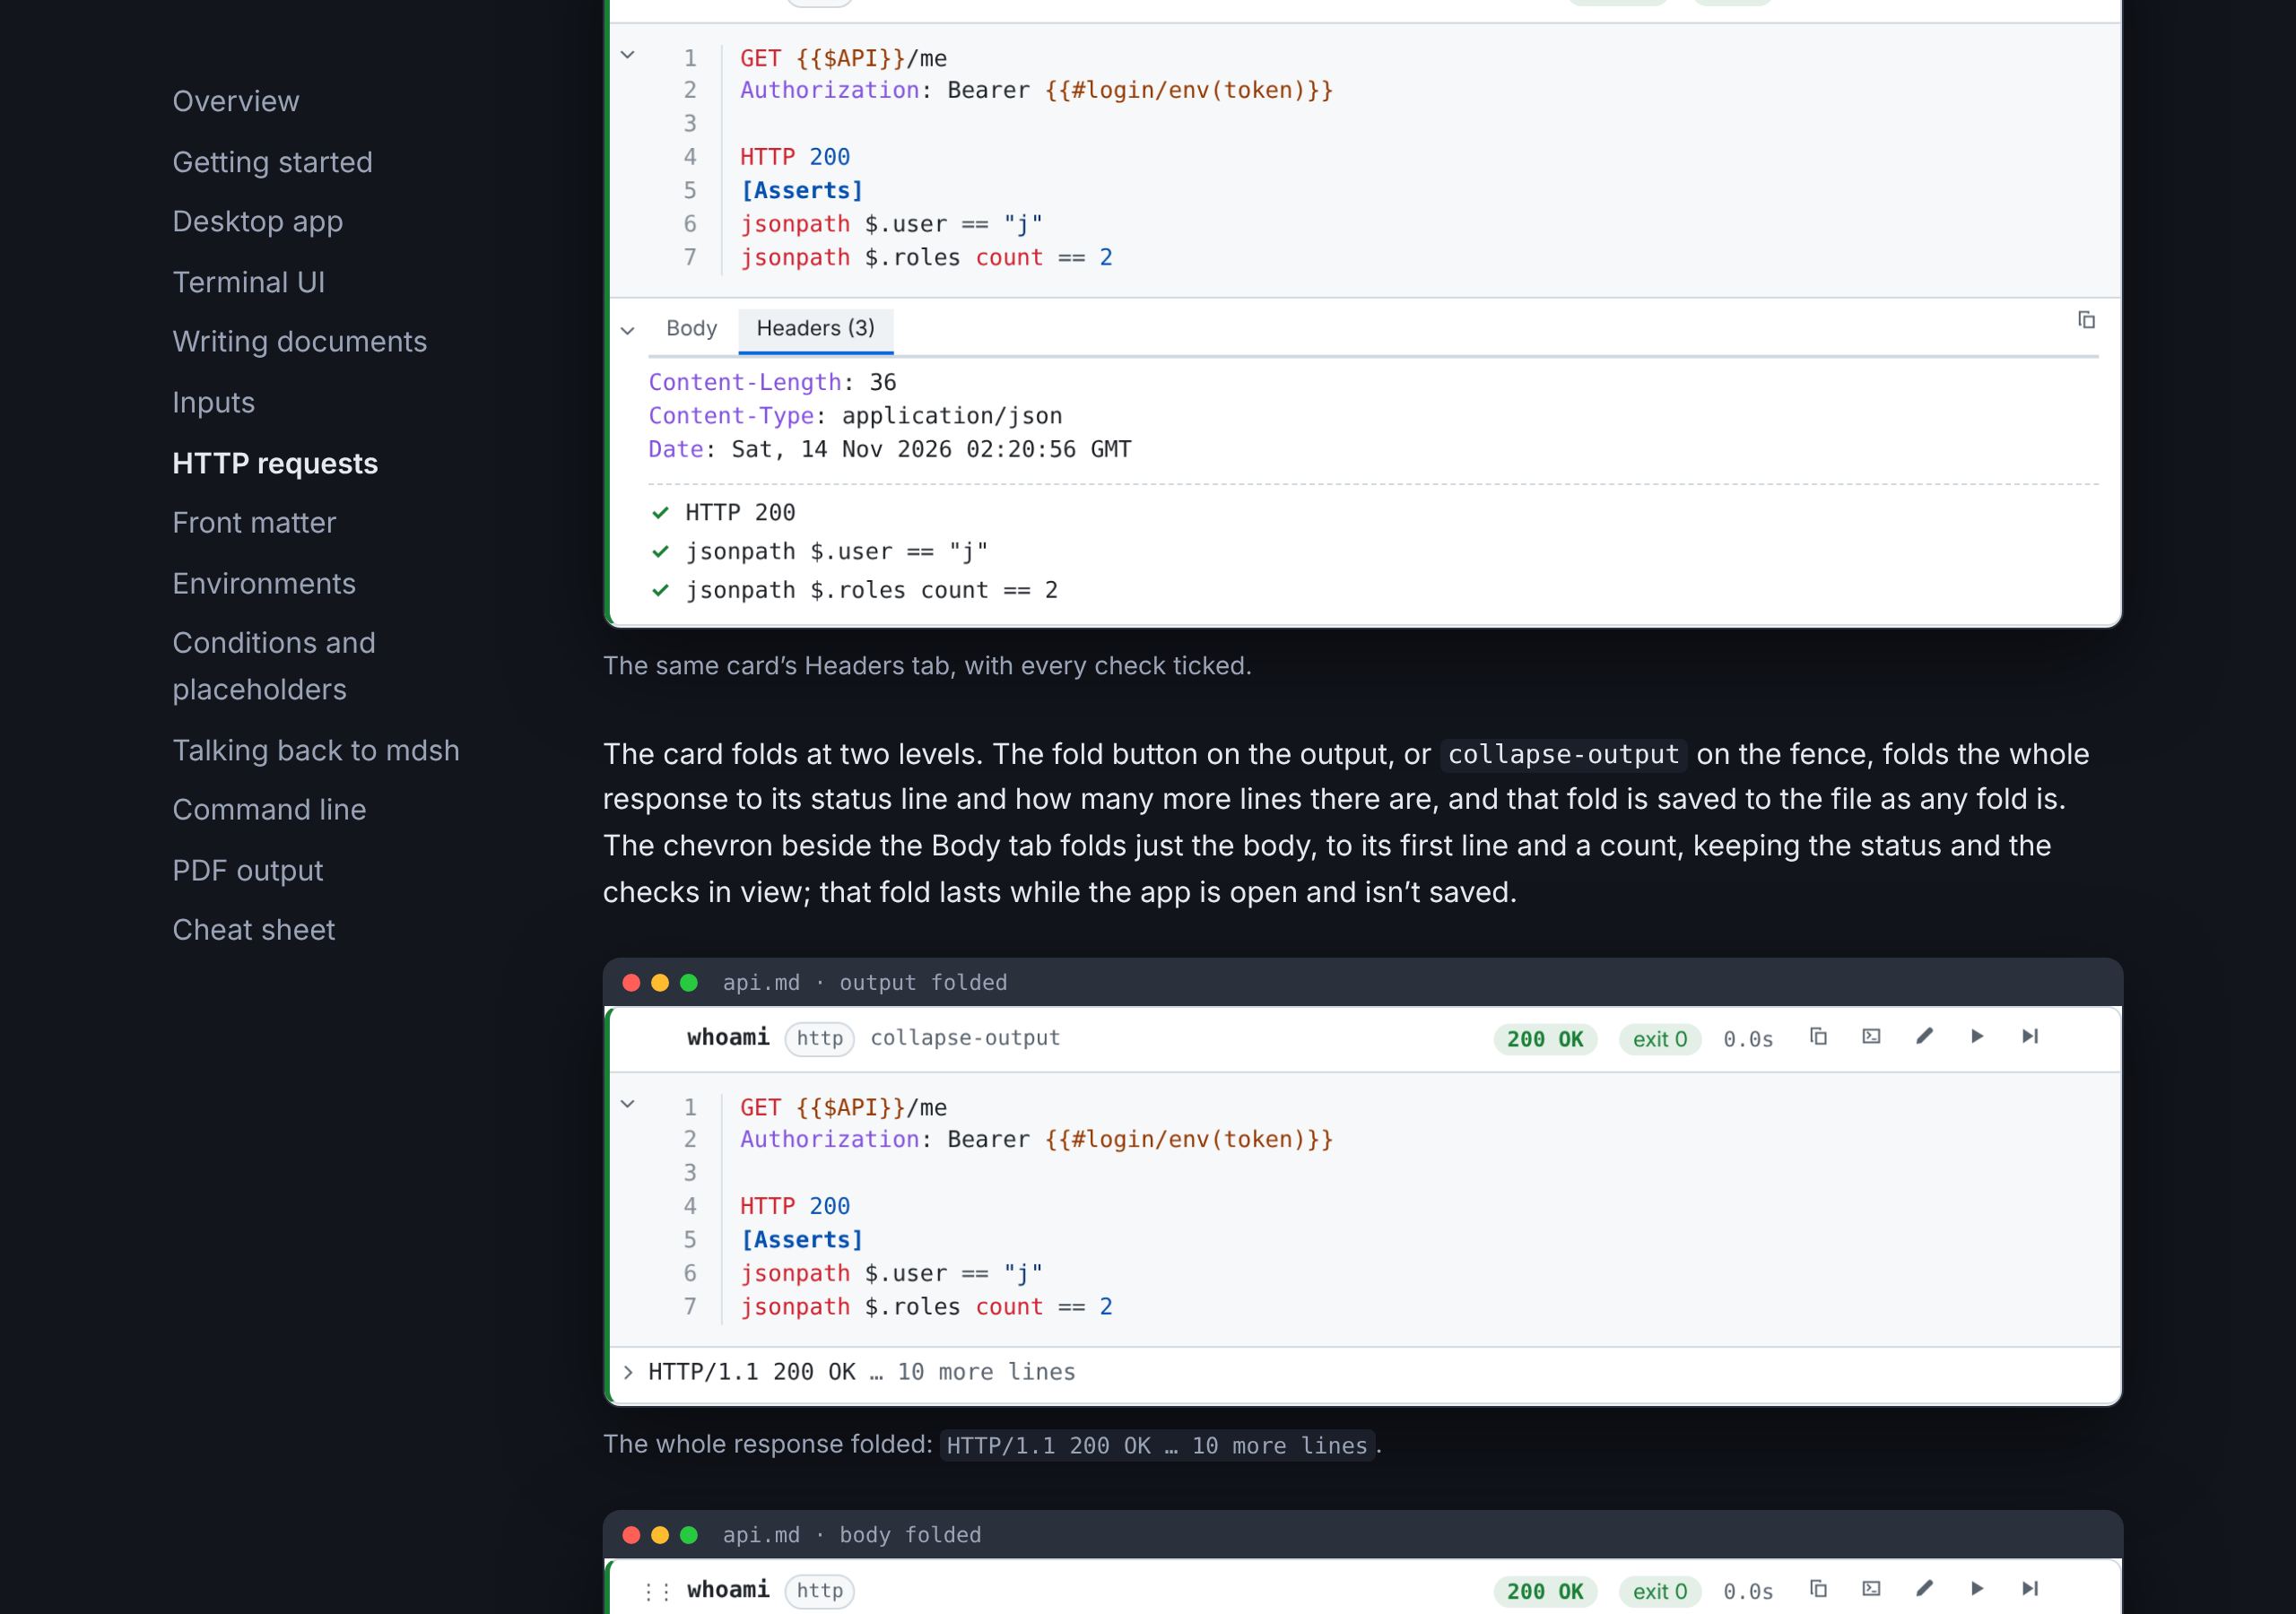 Overview
Getting started
Desktop app
Terminal UI
Writing documents
Inputs
HTTP requests
Front matter
Environments
Conditions and
placeholders
Talking back to mdsh
Command line
PDF output
Cheat sheet
1 GET {{$API}}/me
2 Authorization: Bearer {{#login/env(token)}}
3
4 HTTP 200
5 [Asserts]
6 jsonpath $.user == "j"
7 jsonpath $.roles count == 2
Body Headers (3)
Content-Length: 36
Content-Type: application/json
Date: Sat, 14 Nov 2026 02:20:56 GMT
HTTP 200
jsonpath $.user == "j"
jsonpath $.roles count == 2
The same card’s Headers tab, with every check ticked.
The card folds at two levels. The fold button on the output, or collapse-output on the fence, folds the whole
response to its status line and how many more lines there are, and that fold is saved to the file as any fold is.
The chevron beside the Body tab folds just the body, to its first line and a count, keeping the status and the
checks in view; that fold lasts while the app is open and isn’t saved.
api.md · output folded
whoami http collapse-output 200 OK exit 0 0.0s
1 GET {{$API}}/me
2 Authorization: Bearer {{#login/env(token)}}
3
4 HTTP 200
5 [Asserts]
6 jsonpath $.user == "j"
7 jsonpath $.roles count == 2
HTTP/1.1 200 OK … 10 more lines
The whole response folded: HTTP/1.1 200 OK … 10 more lines.
api.md · body folded
whoami http 200 OK exit 0 0.0s